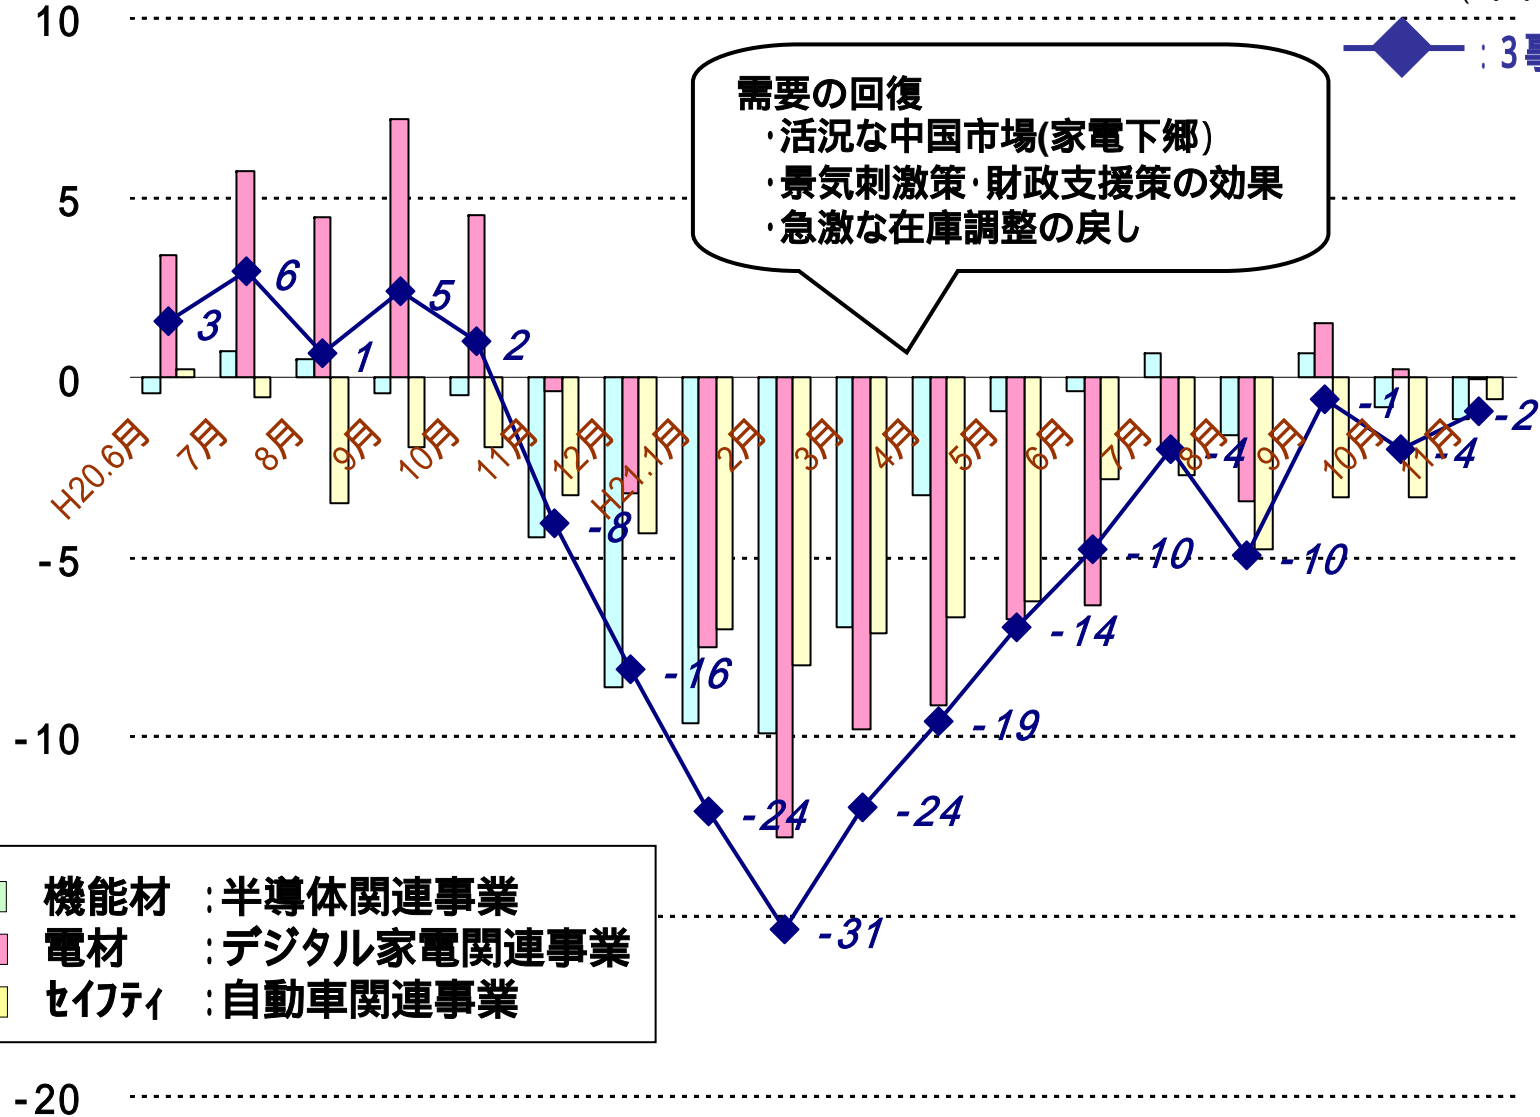 10
: 3事
需要の回復
・活況な中国市場(家電下郷)
・景気刺激策・財政支援策の効果
・急激な在庫調整の戻し
5
6
5
3
2
1
0
-1
-2
H20.6月 7月 8月 9月 10月 11月 12月 H21.1月 2月 3月 4月 5月 6月 7月 8月 9月 10月 11月
-4
-4
-8
-5
-10
-10
-14
-16
-10
-19
-24
-24
-31
機能材 :半導体関連事業
電材 :デジタル家電関連事業
ｾｲﾌﾃｨ :自動車関連事業
-20